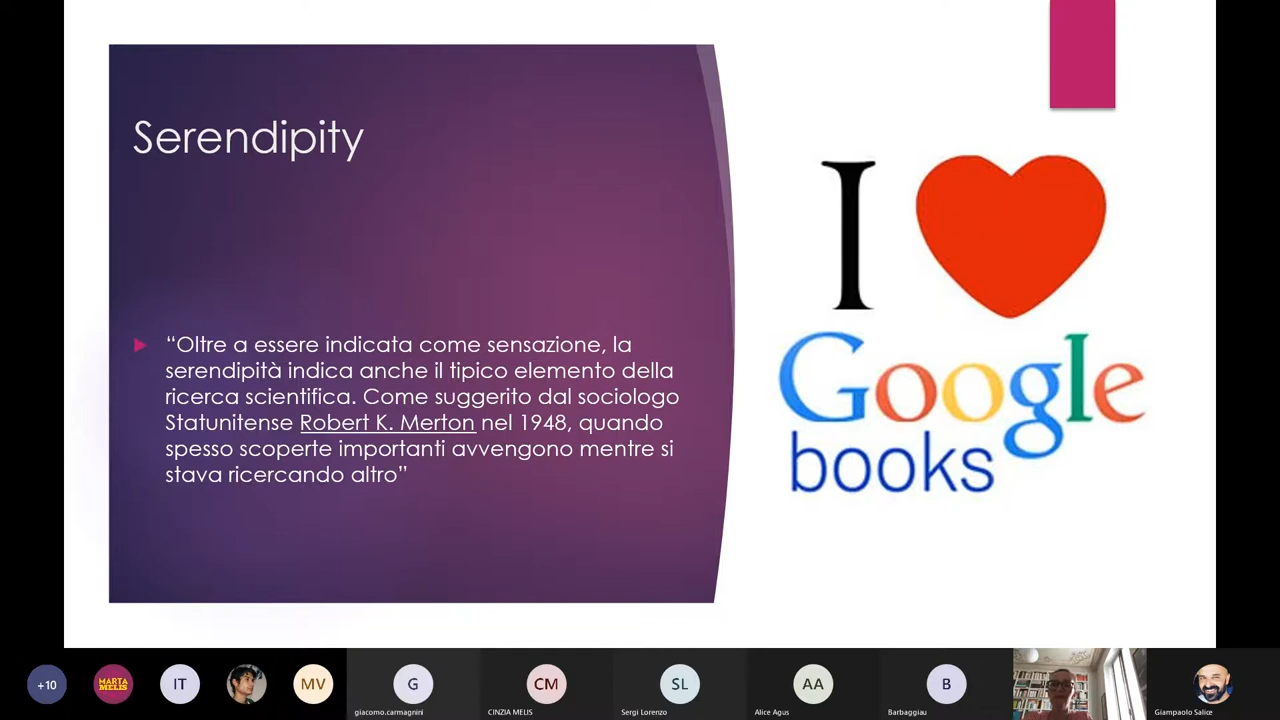 Serendipity
“Oltre a essere indicata come sensazione, la
serendipità indica anche il tipico elemento della
ricerca scientifica. Come suggerito dal sociologo
Statunitense Robert K. Merton nel 1948, quando
spesso scoperte importanti avvengono mentre si
stava ricercando altro”
I
Google
books
+10
MARTA
MELIS
IT
MV
G
giacomo.carmagnini
CM
CINZIA MELIS
SL
Sergi Lorenzo
AA
Alice Agus
B
Barbaggiau
Giampaolo Salice